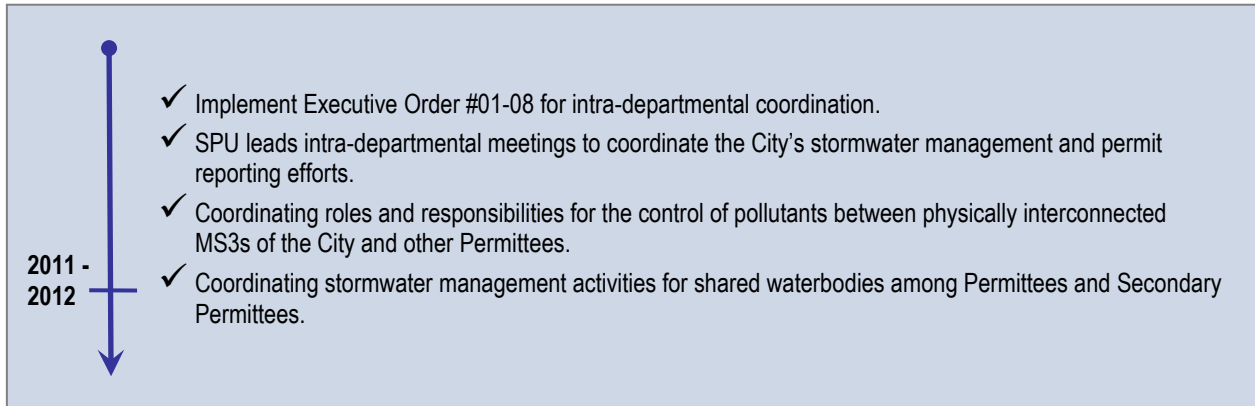 ✓ Implement Executive Order #01-08 for intra-departmental coordination.
✓ SPU leads intra-departmental meetings to coordinate the City’s stormwater management and permit
reporting efforts.
✓ Coordinating roles and responsibilities for the control of pollutants between physically interconnected
MS3s of the City and other Permittees.
2011 -
2012
✓ Coordinating stormwater management activities for shared waterbodies among Permittees and Secondary
Permittees.